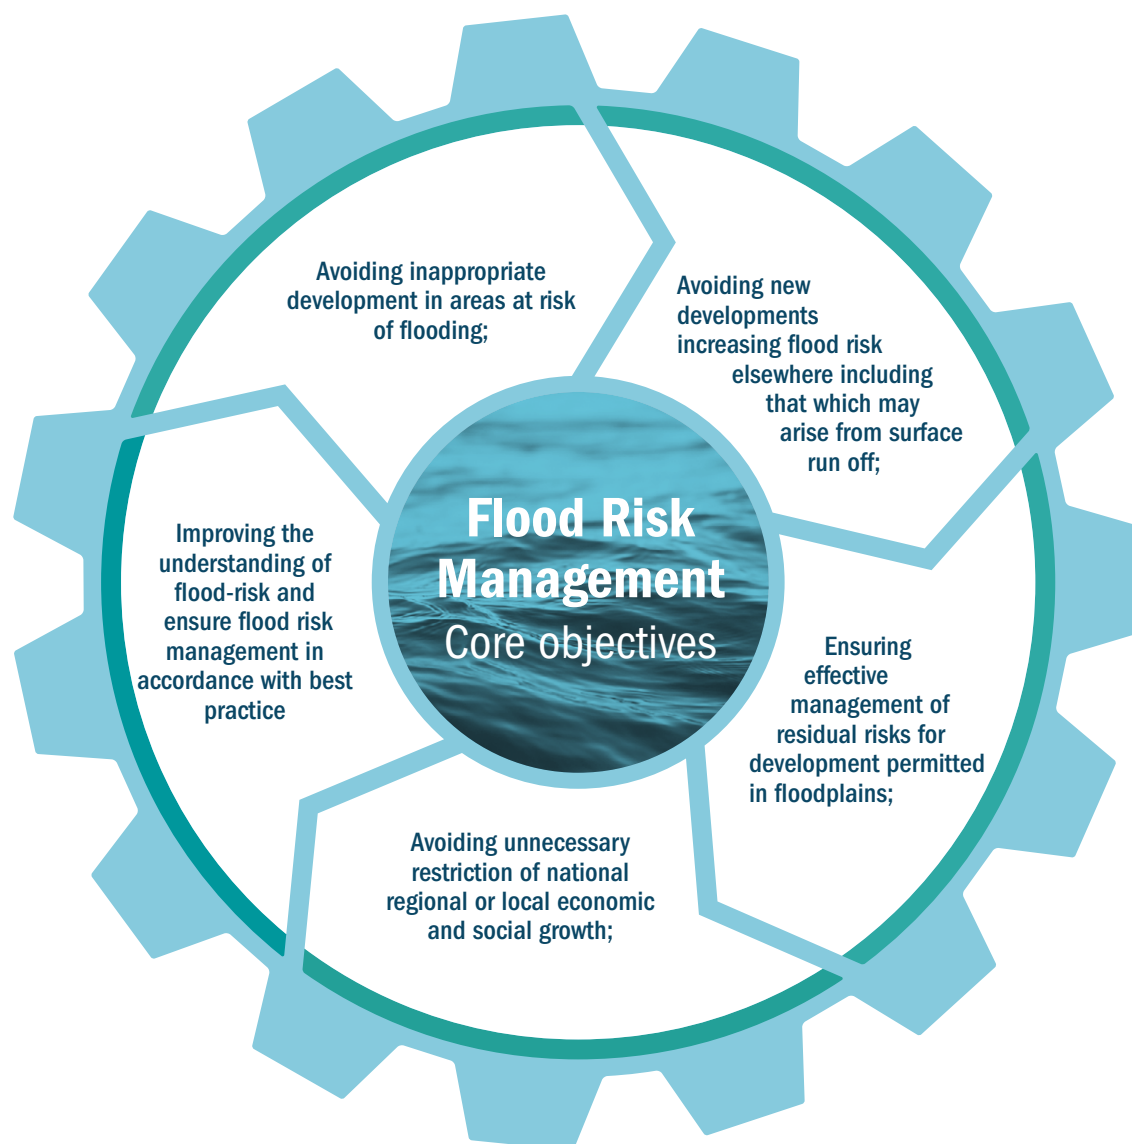 Flood Risk
Management
Core objectives
Avoiding inappropriate
development in areas at risk
of flooding;
Avoiding new
developments
increasing flood risk
elsewhere including
that which may
arise from surface
run off;
Ensuring
effective
management of
residual risks for
development permitted
in floodplains;
Avoiding unnecessary
restriction of national
regional or local economic
and social growth;
Improving the
understanding of
flood-risk and
ensure flood risk
management in
accordance with best
practice